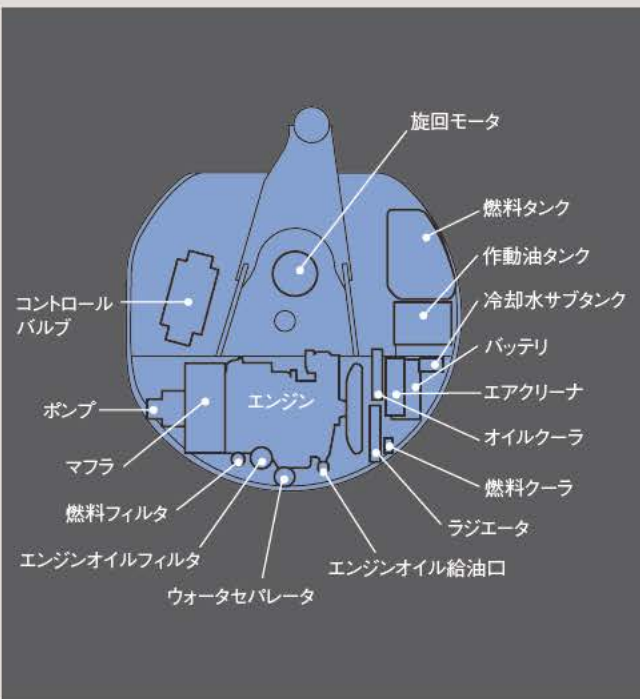 旋回モータ
燃料タンク
作動油タンク
冷却水サブタンク
バッテリ
エアクリーナ
オイルクーラ
燃料クーラ
ラジエータ
エンジンオイル給油口
ウォータセパレータ
エンジンオイルフィルタ
燃料フィルタ
マフラ
ポンプ
コントロール
バルブ
エンジン